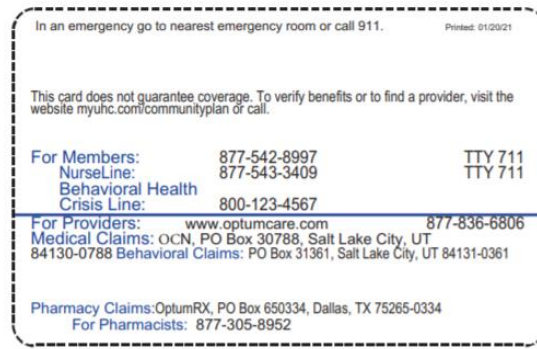 In an emergency go to nearest emergency room or call 911. Printed: 01/20/21
This card does not guarantee coverage. To verify benefits or to find a provider, visit the
website myuhc.com/communityplan or call.
For Members: 877-542-8997 TTY 711
NurseLine: 877-543-3409 TTY 711
Behavioral Health
Crisis Line: 800-123-4567
For Providers: www.optumcare.com 877-836-6806
Medical Claims: OCN, PO Box 30788, Salt Lake City, UT
84130-0788 Behavioral Claims: PO Box 31361, Salt Lake City, UT 84131-0361
Pharmacy Claims:OptumRX, PO Box 650334, Dallas, TX 75265-0334
For Pharmacists: 877-305-8952